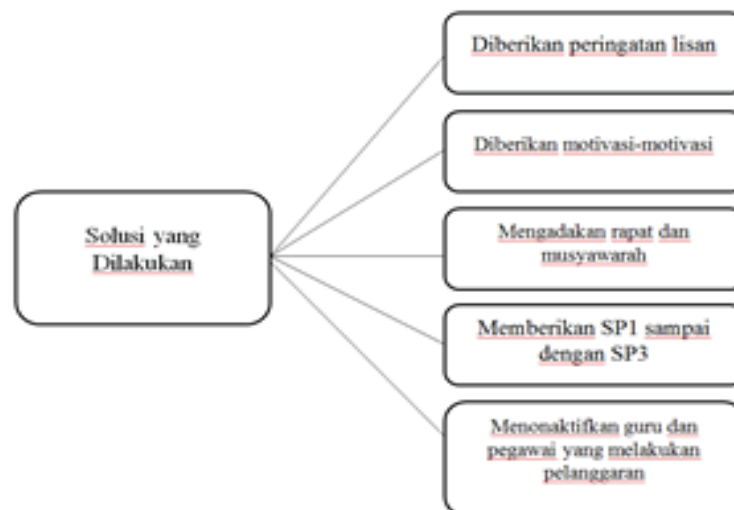 Solusi yang
Dilakukan
Diberikan peringatan lisan
Diberikan motivasi-motivasi
Mengadakan rapat dan
musyawarah
Memberikan SP1 sampai
dengan SP3
Menonaktifkan guru dan
pegawai yang melakukan
pelanggaran